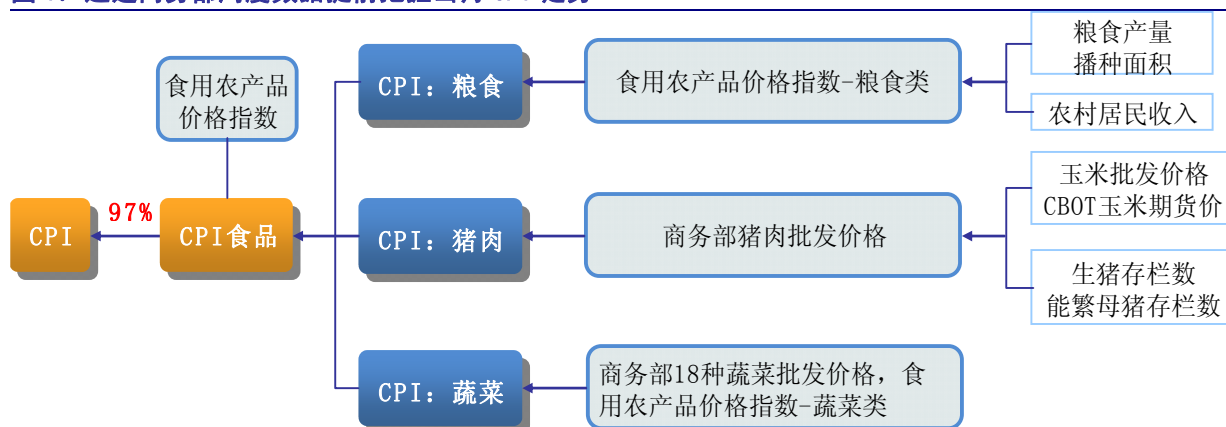 粮食产量
播种面积
食用农产品
价格指数
CPI：粮食
食用农产品价格指数-粮食类
农村居民收入
玉米批发价格
CBOT玉米期货价
CPI
97%
CPI食品
CPI：猪肉
商务部猪肉批发价格
生猪存栏数
能繁母猪存栏数
CPI：蔬菜
商务部18种蔬菜批发价格，食
用农产品价格指数-蔬菜类